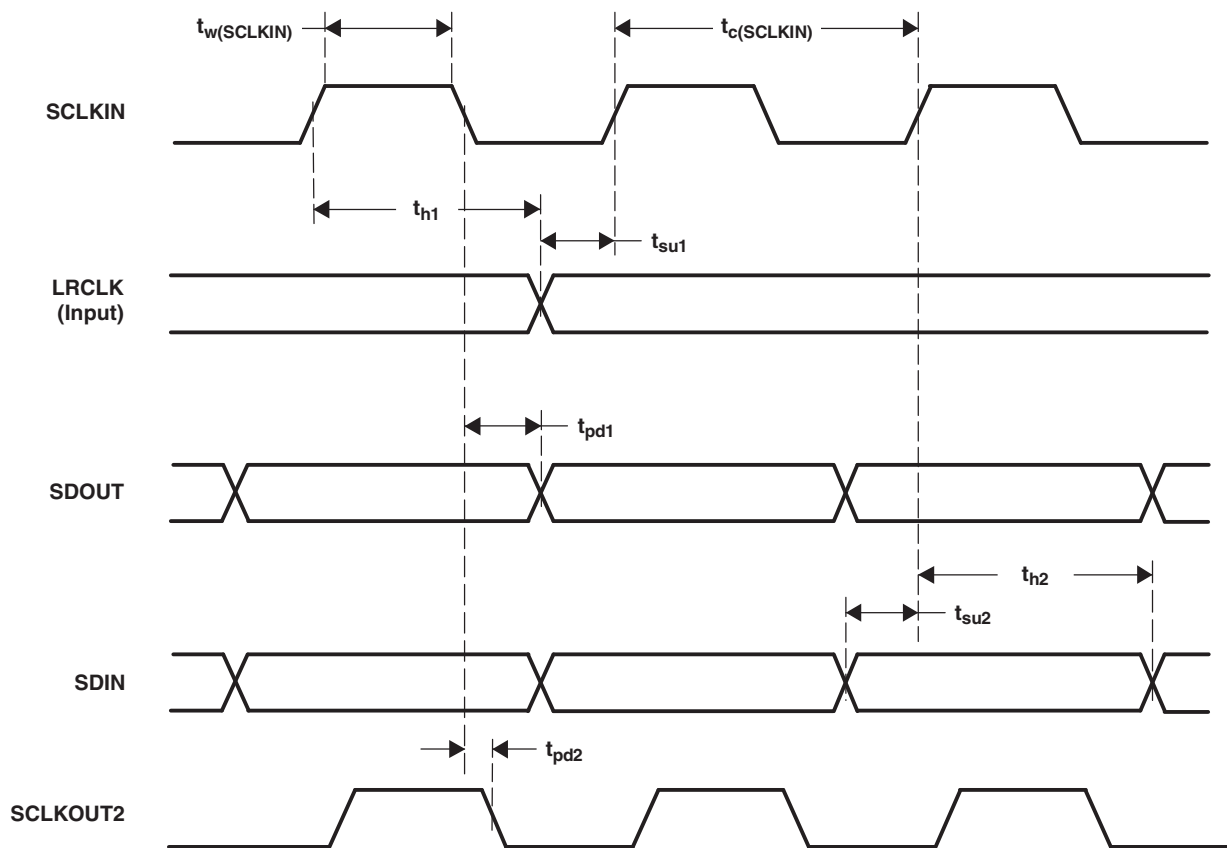 tw(SCLKIN)
tc(SCLKIN)
SCLKIN
th1
tsu1
LRCLK
(Input)
tpd1
SDOUT
th2
tsu2
SDIN
tpd2
SCLKOUT2